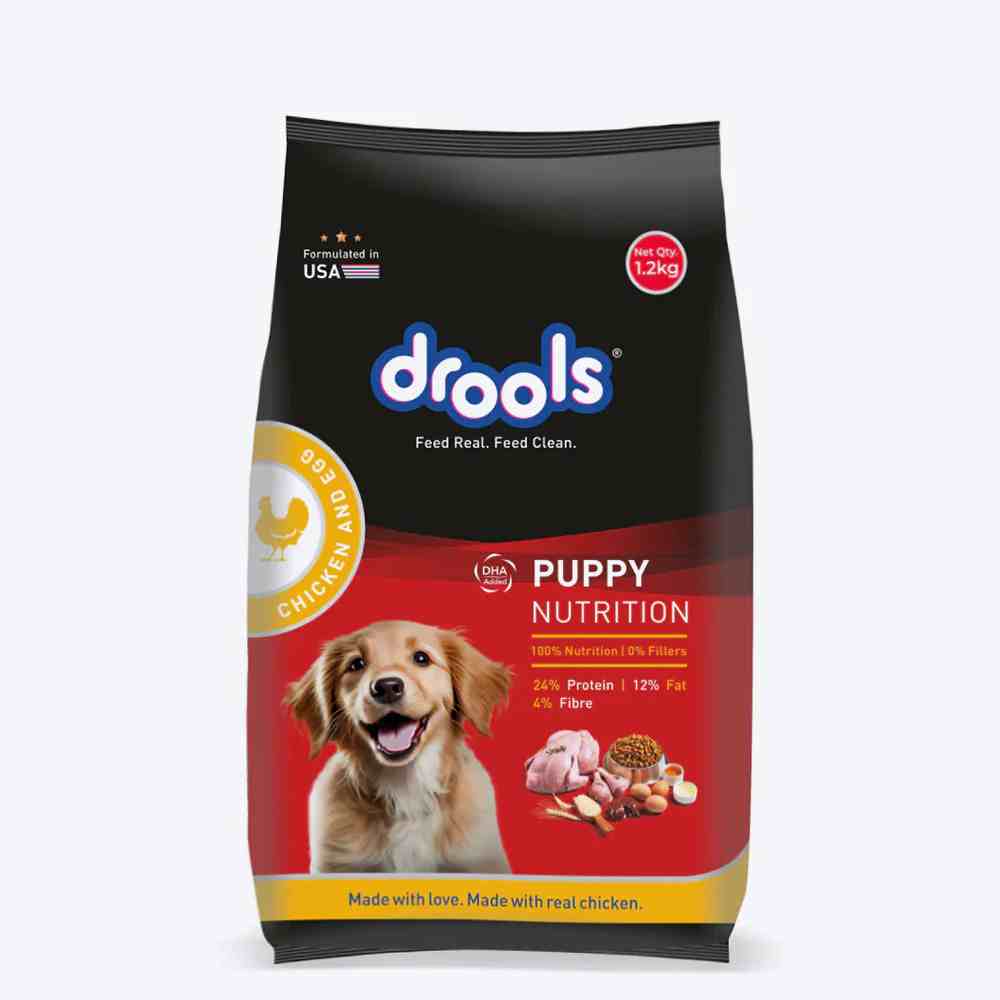 Formulated in
USA
Net Qty.
1.2kg
drools®
Feed Real. Feed Clean.
CHICKEN AND EGG
DHA
Added
PUPPY
NUTRITION
100% Nutrition | 0% Fillers
24% Protein | 12% Fat
4% Fibre
Made with love. Made with real chicken.